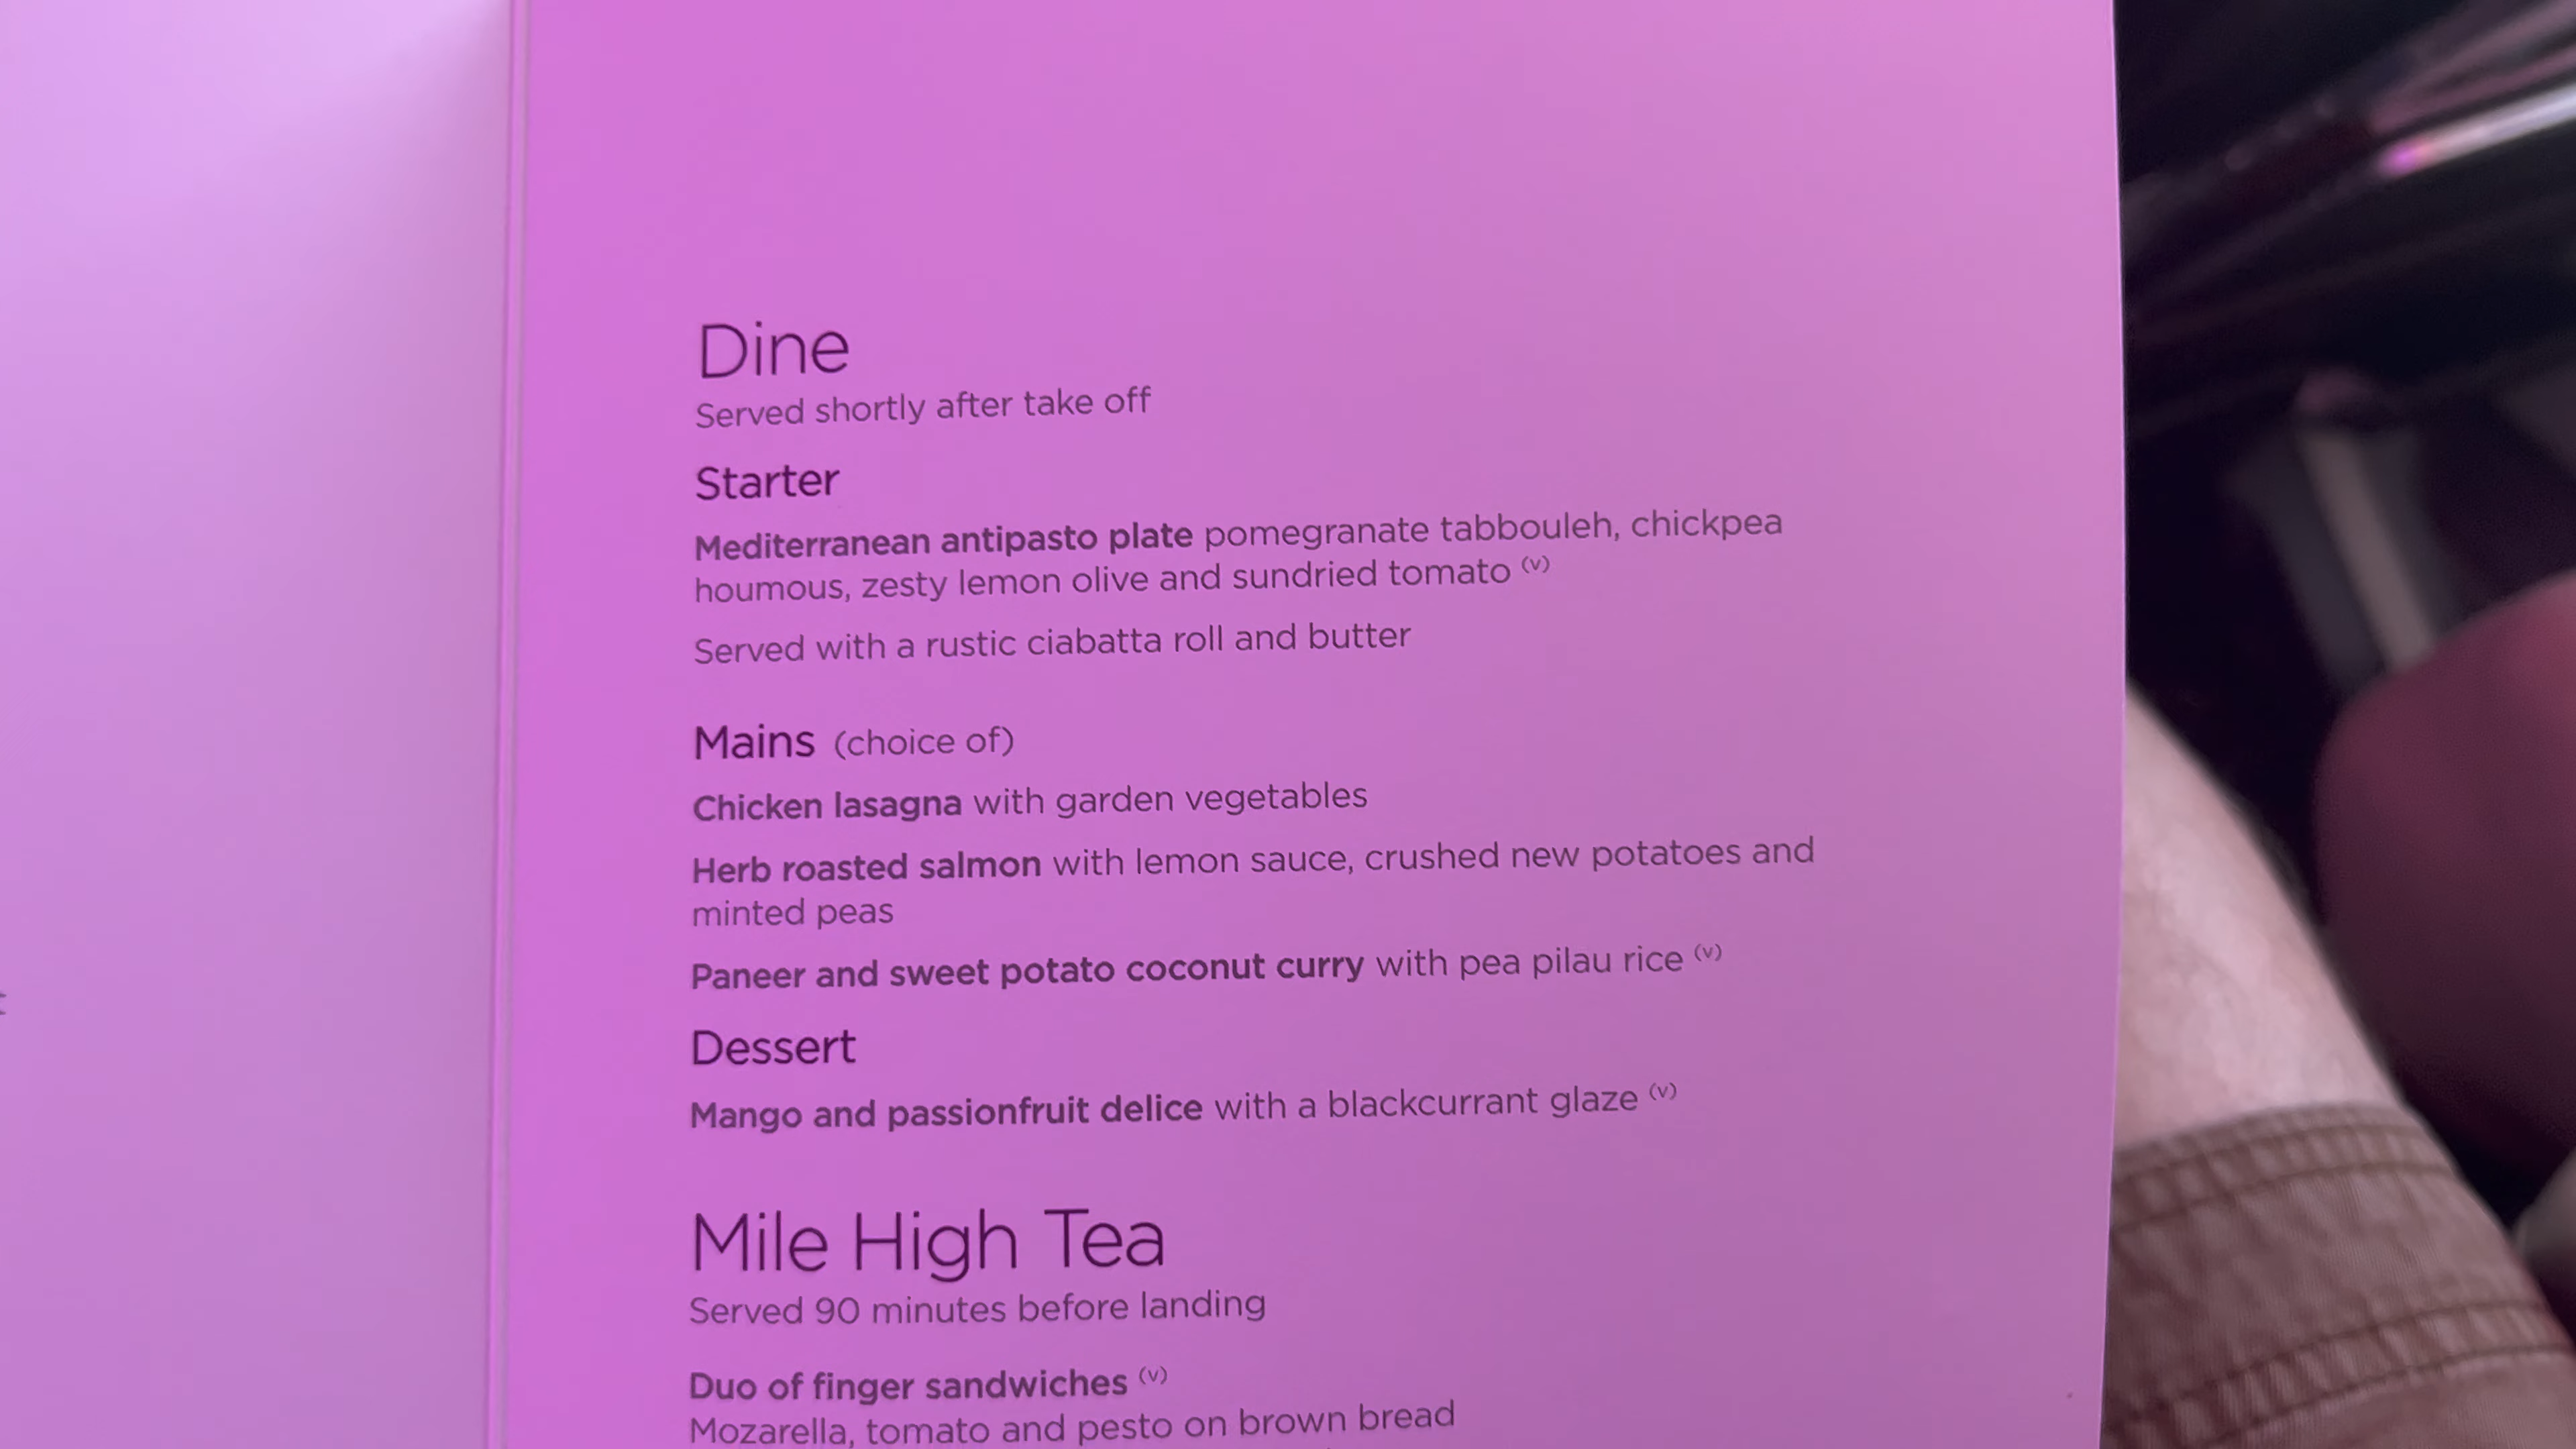 Dine
Served shortly after take off
Starter
Mediterranean antipasto plate pomegranate tabbouleh, chickpea
houmous, zesty lemon olive and sundried tomato (v)
Served with a rustic ciabatta roll and butter
Mains (choice of)
Chicken lasagna with garden vegetables
Herb roasted salmon with lemon sauce, crushed new potatoes and
minted peas
Paneer and sweet potato coconut curry with pea pilau rice (v)
Dessert
Mango and passionfruit delice with a blackcurrant glaze (v)
Mile High Tea
Served 90 minutes before landing
Duo of finger sandwiches (v)
Mozarella, tomato and pesto on brown bread